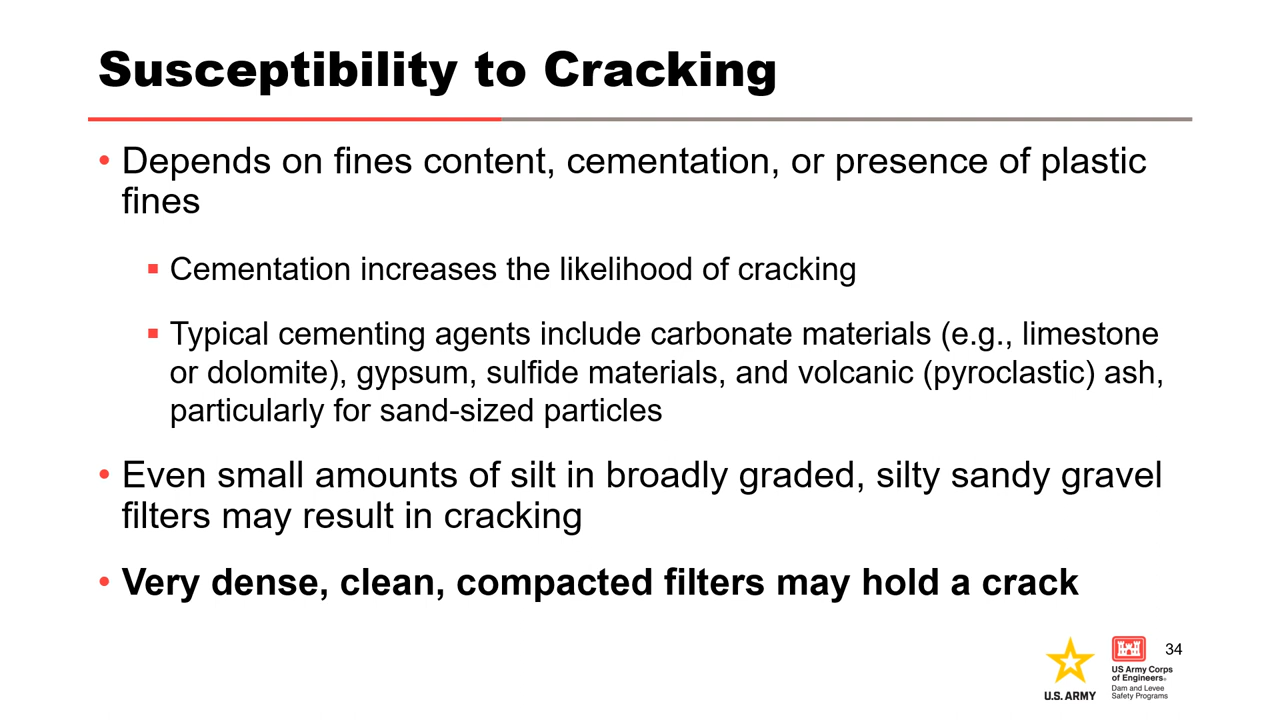 Susceptibility to Cracking
• Depends on fines content, cementation, or presence of plastic
fines
▪ Cementation increases the likelihood of cracking
▪ Typical cementing agents include carbonate materials (e.g., limestone
or dolomite), gypsum, sulfide materials, and volcanic (pyroclastic) ash,
particularly for sand-sized particles
• Even small amounts of silt in broadly graded, silty sandy gravel
filters may result in cracking
• Very dense, clean, compacted filters may hold a crack
34
U.S. ARMY
US Army Corps
of Engineers®
Dam and Levee
Safety Programs